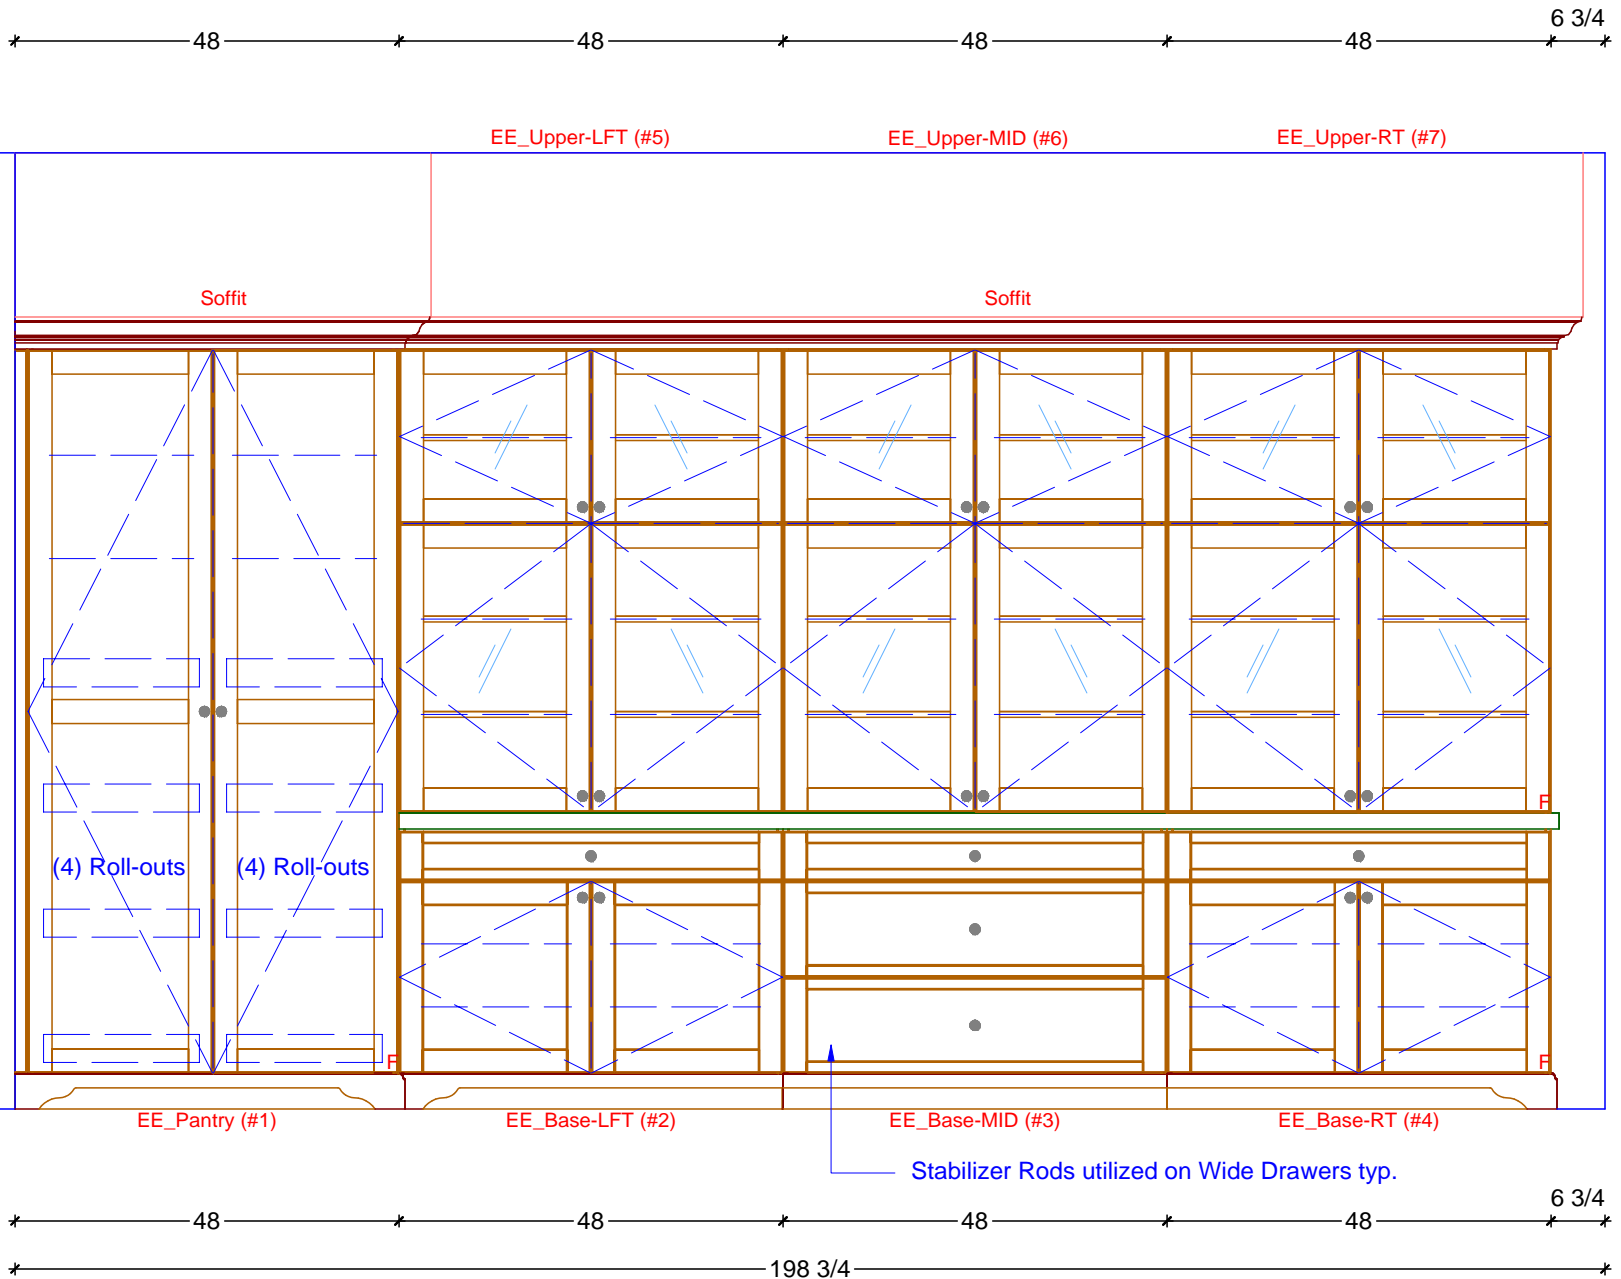 6 3/4
48 48 48 48
EE_Upper-LFT (#5) EE_Upper-MID (#6) EE_Upper-RT (#7)
Soffit Soffit
F
(4) Roll-outs (4) Roll-outs
F F
EE_Pantry (#1) EE_Base-LFT (#2) EE_Base-MID (#3) EE_Base-RT (#4)
Stabilizer Rods utilized on Wide Drawers typ.
6 3/4
48 48 48 48
198 3/4